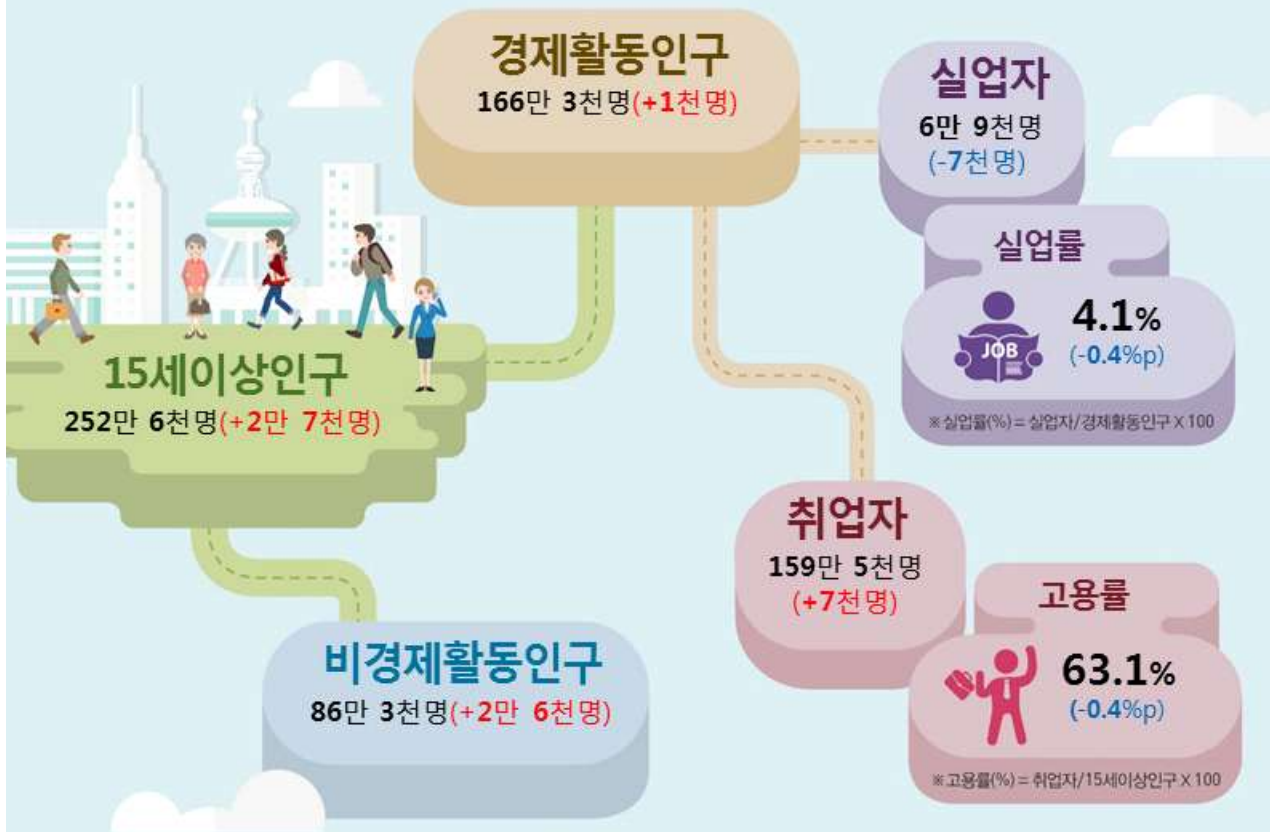 경제활동인구
166만 3천명(+1천명)
실업자
6만 9천명
(-7천명)
실업률
JOB
4.1%
(-0.4%p)
※실업률(%) = 실업자/경제활동인구 X 100
15세이상인구
252만 6천명(+2만 7천명)
취업자
159만 5천명
(+7천명)
고용률
63.1%
(-0.4%p)
※고용률(%) = 취업자/15세이상인구 X 100
비경제활동인구
86만 3천명(+2만 6천명)